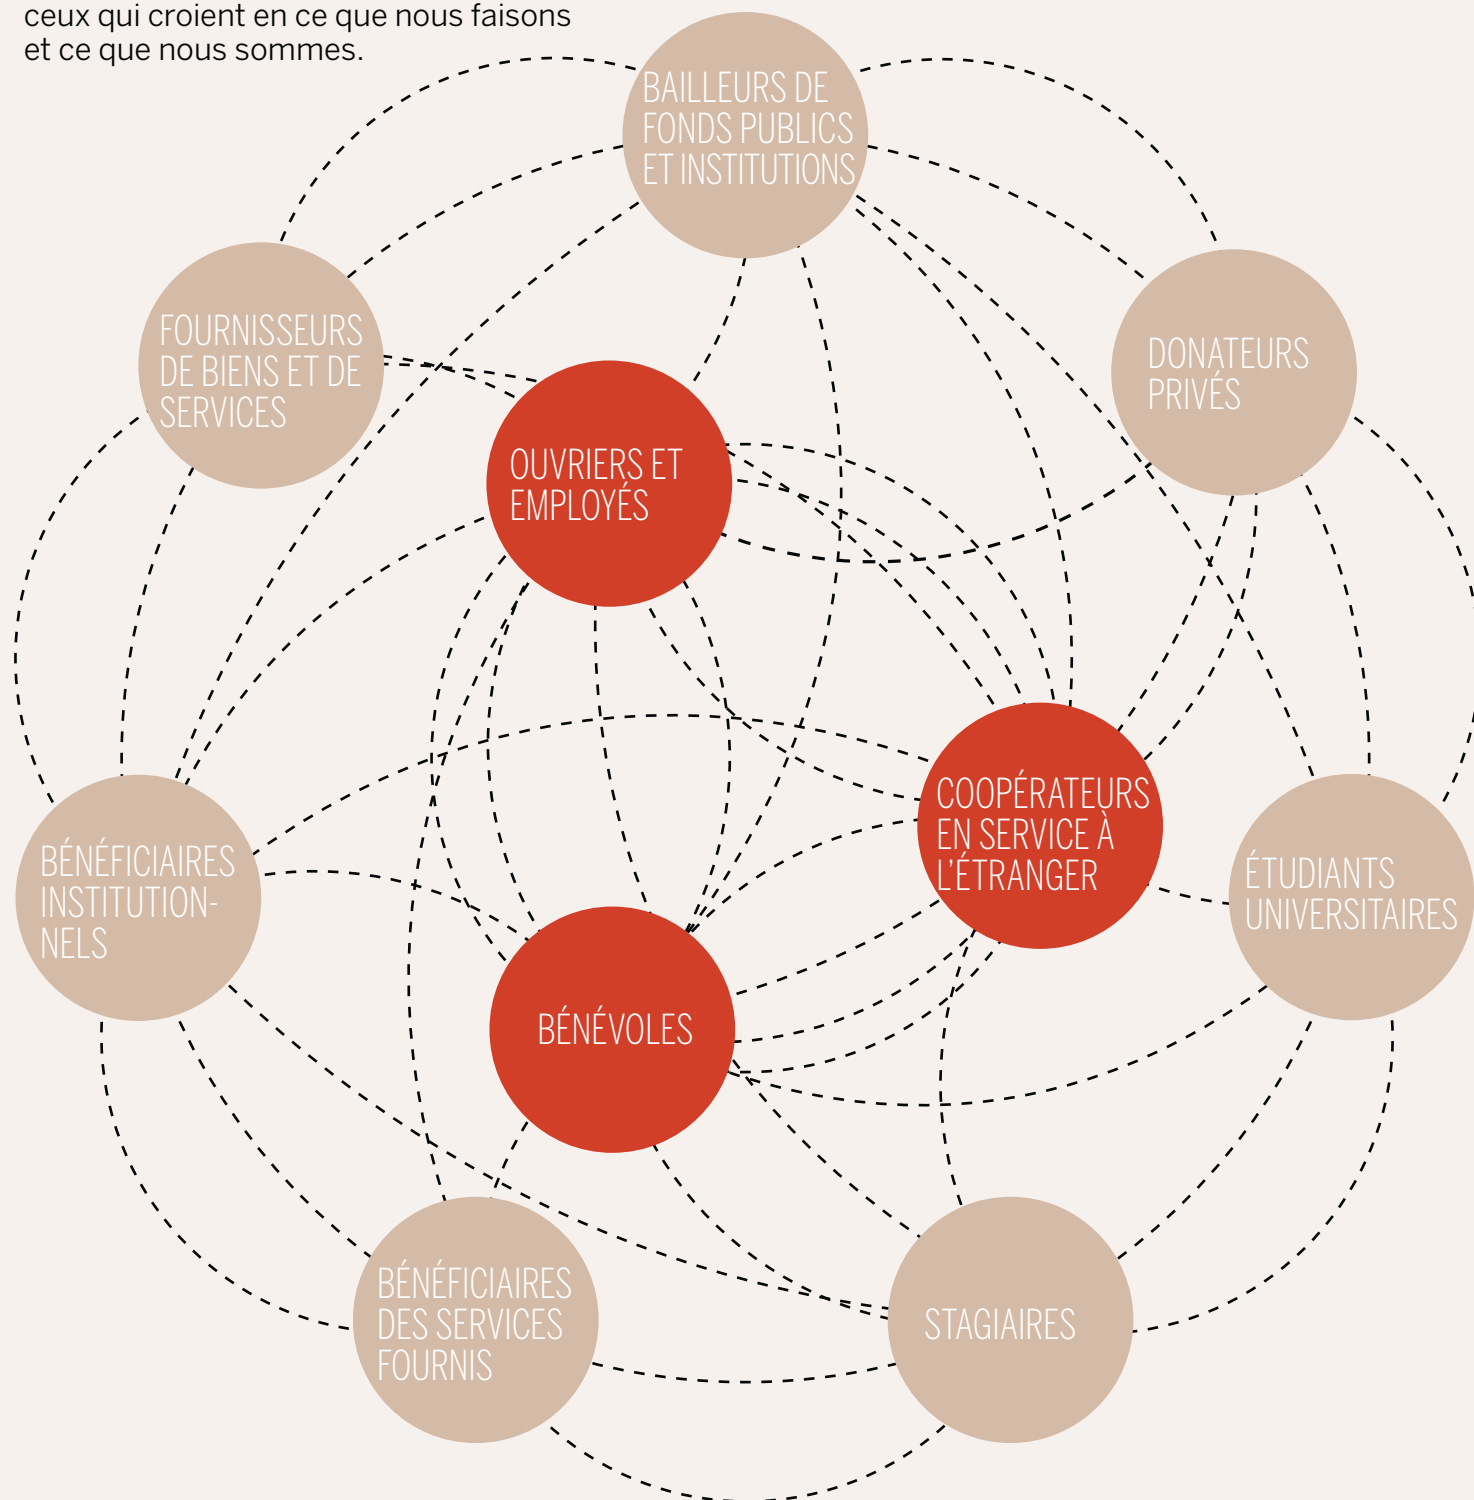 ceux qui croient en ce que nous faisons
et ce que nous sommes.
BAILLEURS DE
FONDS PUBLICS
ET INSTITUTIONS
FOURNISSEURS
DE BIENS ET DE
SERVICES
DONATEURS
PRIVÉS
OUVRIERS ET
EMPLOYÉS
COOPÉRATEURS
EN SERVICE À
L'ÉTRANGER
BÉNÉFICIAIRES
INSTITUTION-
NELS
ÉTUDIANTS
UNIVERSITAIRES
BÉNÉVOLES
BÉNÉFICIAIRES
DES SERVICES
FOURNIS
STAGIAIRES